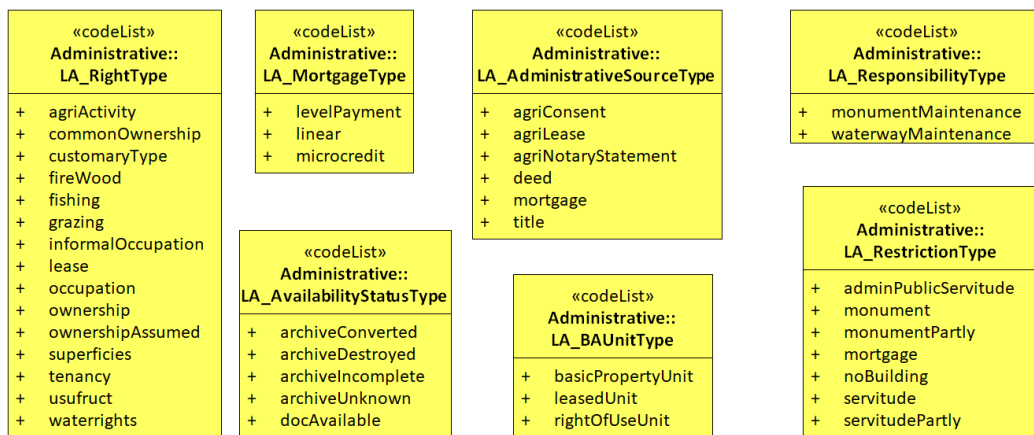 «codeList»
Administrative::
LA_RightType
+ agriActivity
+ commonOwnership
+ customaryType
+ fireWood
+ fishing
+ grazing
+ informalOccupation
+ lease
+ occupation
+ ownership
+ ownershipAssumed
+ superficies
+ tenancy
+ usufruct
+ waterrights
«codeList»
Administrative::
LA_MortgageType
+ levelPayment
+ linear
+ microcredit
«codeList»
Administrative::
LA_AvailabilityStatusType
+ archiveConverted
+ archiveDestroyed
+ archiveIncomplete
+ archiveUnknown
+ docAvailable
«codeList»
Administrative::
LA_AdministrativeSourceType
+ agriConsent
+ agriLease
+ agriNotaryStatement
+ deed
+ mortgage
+ title
«codeList»
Administrative::
LA_BAUnitType
+ basicPropertyUnit
+ leasedUnit
+ rightOfUseUnit
«codeList»
Administrative::
LA_ResponsibilityType
+ monumentMaintenance
+ waterwayMaintenance
«codeList»
Administrative::
LA_RestrictionType
+ adminPublicServitude
+ monument
+ monumentPartly
+ mortgage
+ noBuilding
+ servitude
+ servitudePartly